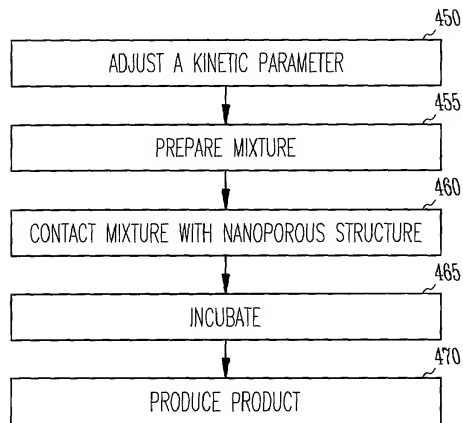 450
ADJUST A KINETIC PARAMETER
455
PREPARE MIXTURE
460
CONTACT MIXTURE WITH NANOPOROUS STRUCTURE
465
INCUBATE
470
PRODUCE PRODUCT